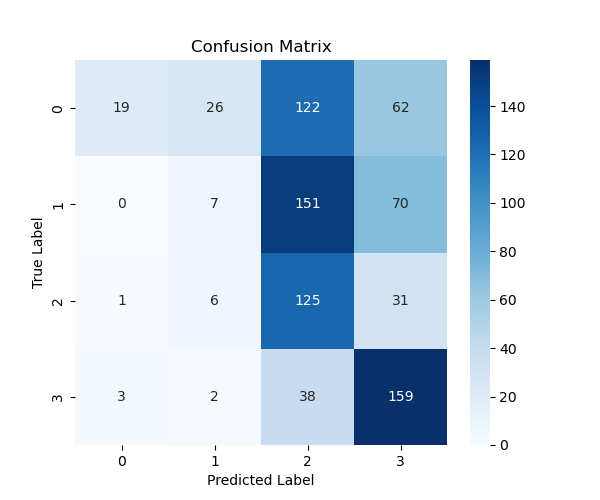 Confusion Matrix
0 19 26 122 62
1 0 7 151 70
2 1 6 125 31
3 3 2 38 159
0 1 2 3
True Label
Predicted Label
140
120
100
80
60
40
20
0